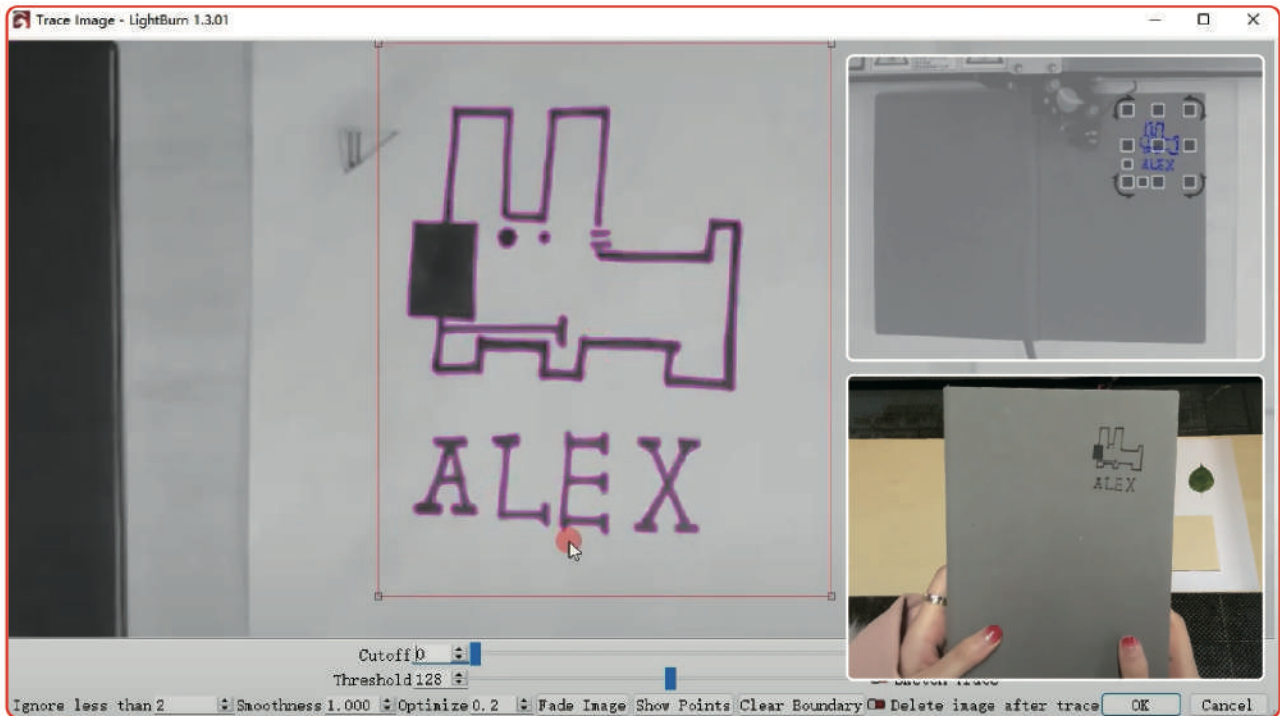 Trace Image - LightBurn 1.3.01
ALEX
ALEX
ALEX
Cutoff 0
Threshold 128
Ignore less than 2 Smoothness 1.000 Optimize 0.2 Fade Image Show Points Clear Boundary Delete image after trace OK Cancel